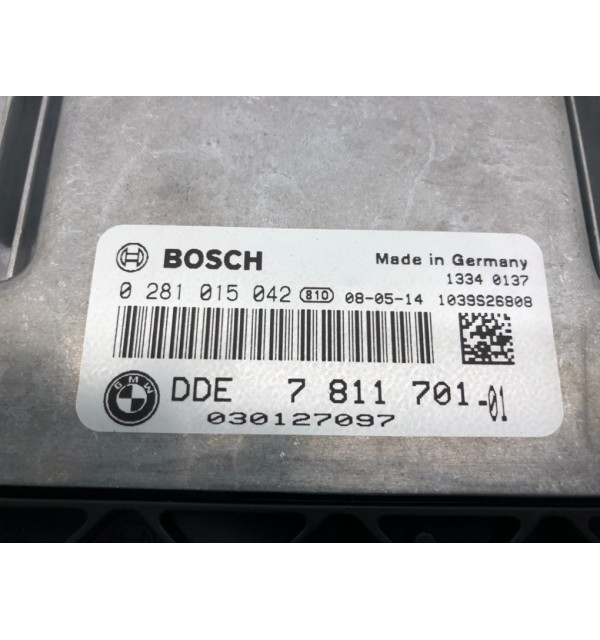 BOSCH Made in Germany
1334 0137
0 281 015 042 810 08-05-14 1039S26808
BMW DDE 7 811 701-01
030127097